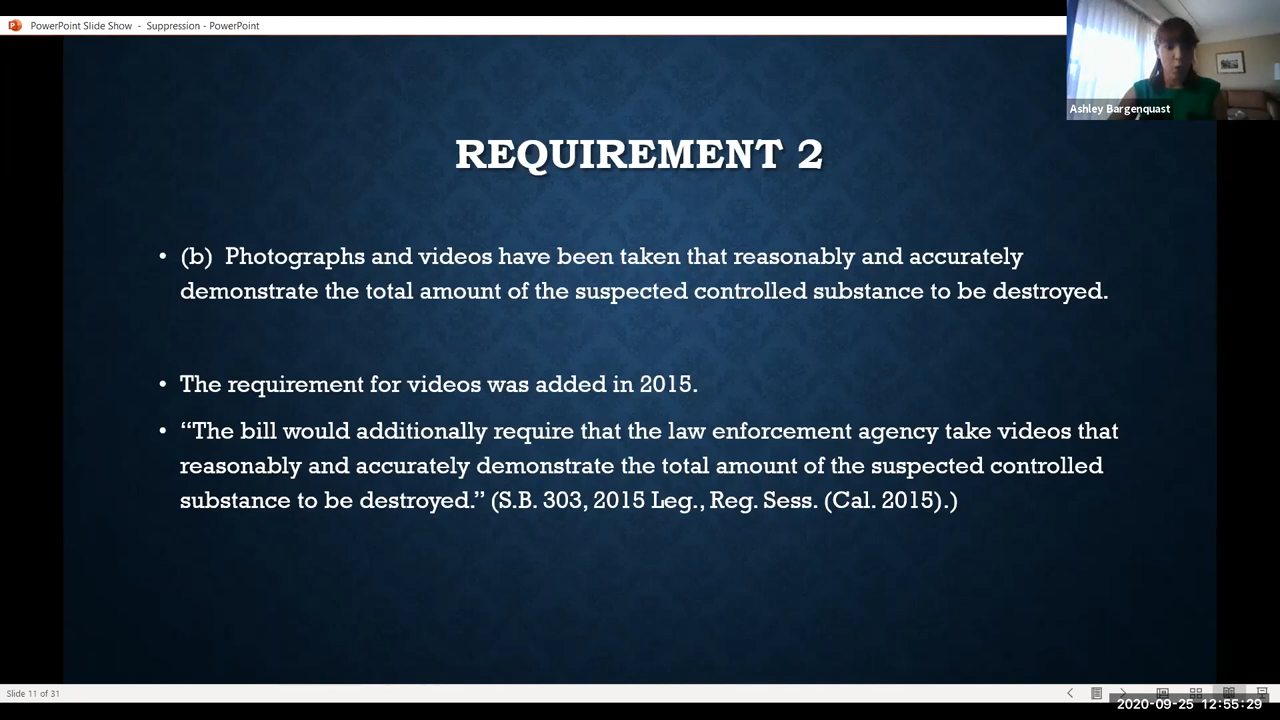 PowerPoint Slide Show - Suppression - PowerPoint
Ashley Bargenquast
REQUIREMENT 2
• (b) Photographs and videos have been taken that reasonably and accurately
demonstrate the total amount of the suspected controlled substance to be destroyed.
• The requirement for videos was added in 2015.
• “The bill would additionally require that the law enforcement agency take videos that
reasonably and accurately demonstrate the total amount of the suspected controlled
substance to be destroyed.” (S.B. 303, 2015 Leg., Reg. Sess. (Cal. 2015).)
Slide 11 of 31
2020-09-25 12:55:29